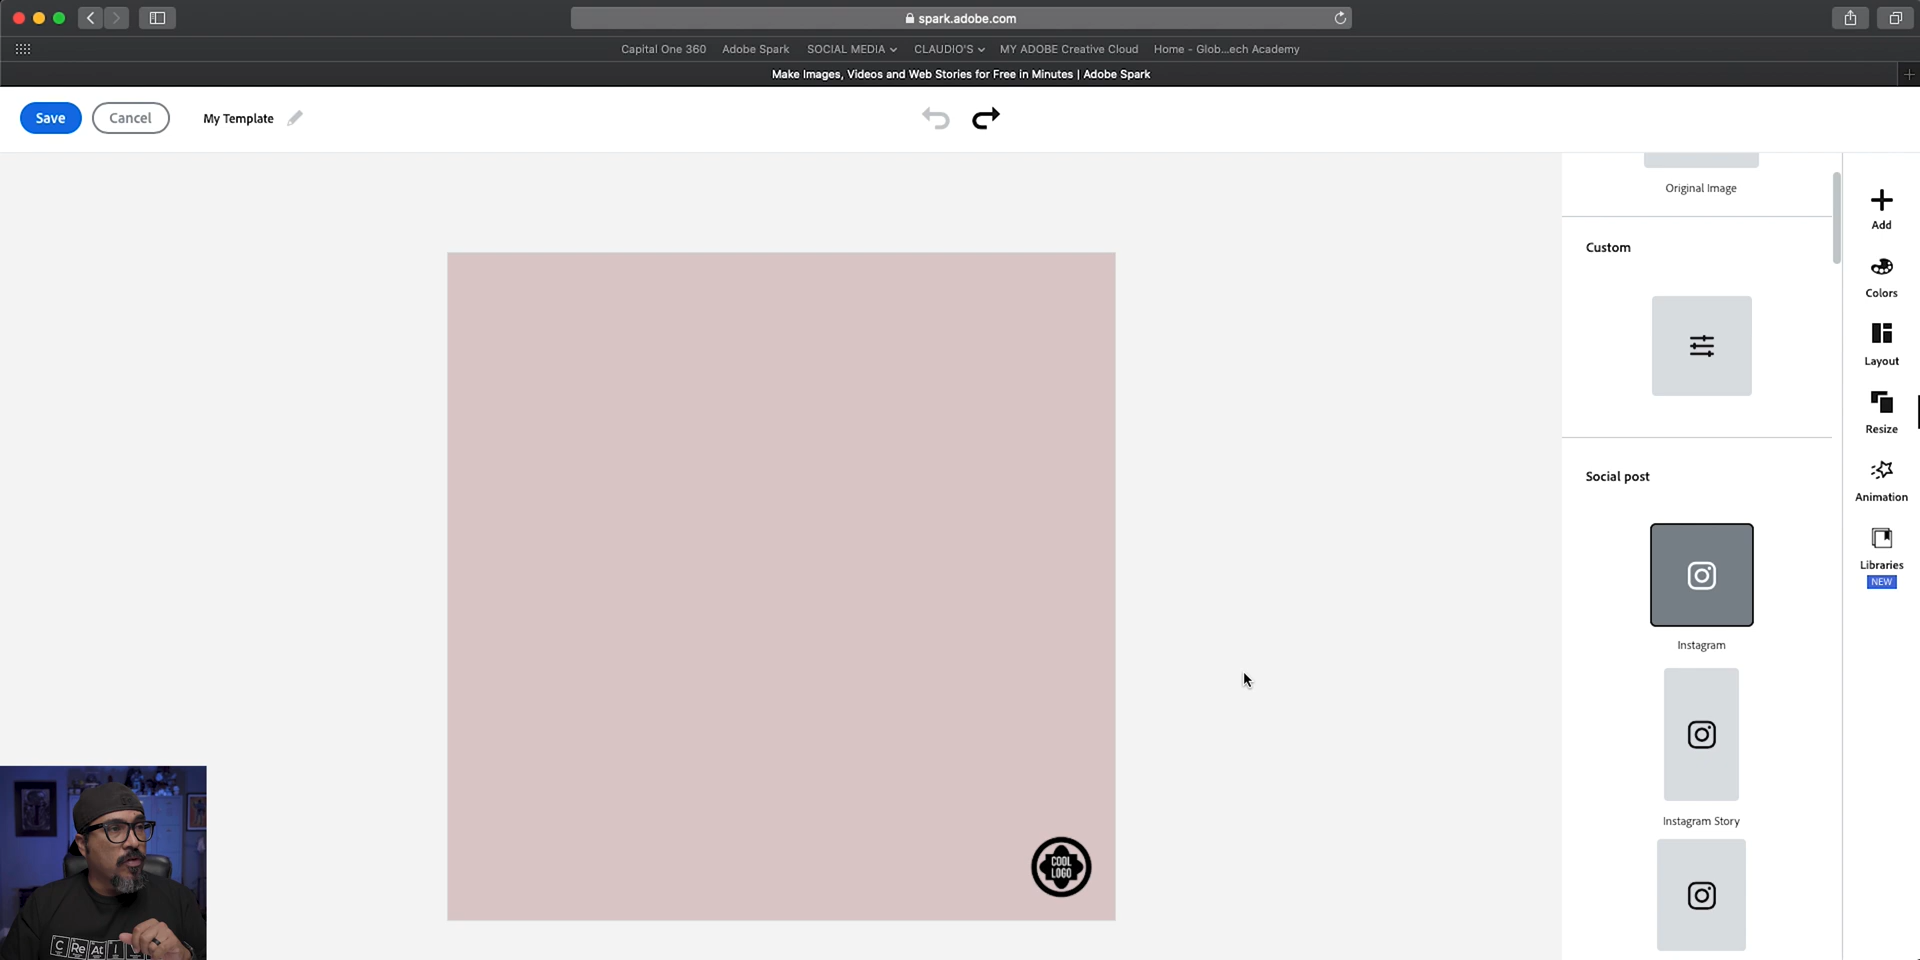 spark.adobe.com
Capital One 360 Adobe Spark SOCIAL MEDIA CLAUDIO'S MY ADOBE Creative Cloud Home - Glob...ech Academy
Make Images, Videos and Web Stories for Free in Minutes | Adobe Spark
Save Cancel My Template
Original Image
Add
Custom
Colors
Layout
Resize
Social post
Animation
Libraries
NEW
Instagram
Instagram Story
COOL
LOGO
C Re At I